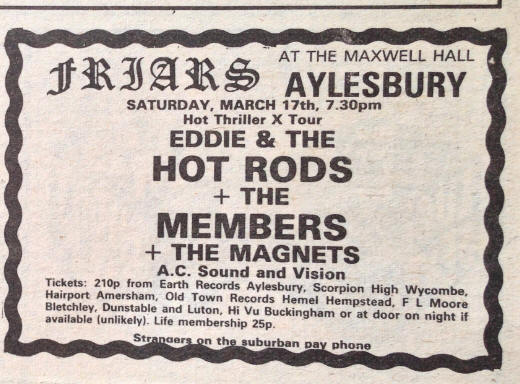 AT THE MAXWELL HALL
FRIARS AYLESBURY
SATURDAY, MARCH 17th, 7.30pm
Hot Thriller X Tour
EDDIE & THE
HOT RODS
+ THE
MEMBERS
+ THE MAGNETS
A.C. Sound and Vision
Tickets: 210p from Earth Records Aylesbury, Scorpion High Wycombe,
Hairport Amersham, Old Town Records Hemel Hempstead, F L Moore
Bletchley, Dunstable and Luton, Hi Vu Buckingham or at door on night if
available (unlikely). Life membership 25p.
Strangers on the suburban pay phone